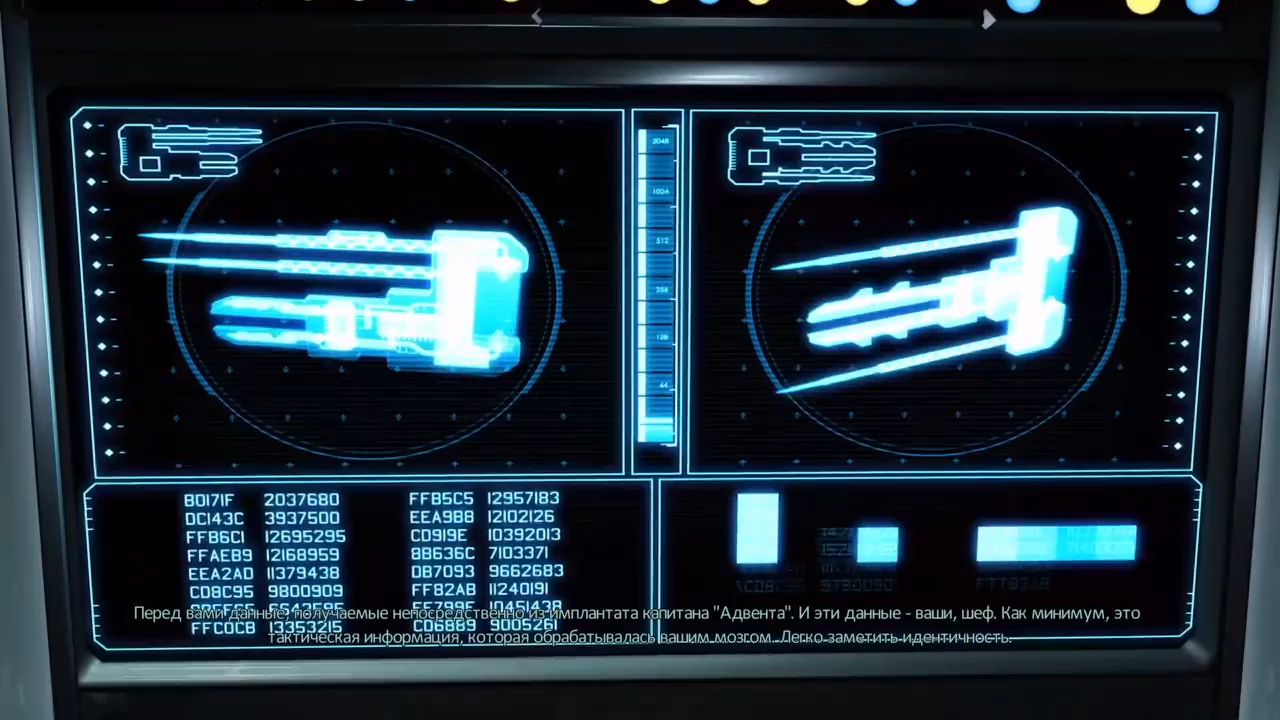 2048
1024
512
256
128
64
BD171F 2037680 FFB5C5 12957183
DC143C 3937500 EEA9B8 12102126
FFB6C1 12695295 CD919E 10392013
FFAEB9 12168959 8B636C 7103371
EEA2AD 11379438 DB7093 9662683
CD8C95 9800909 FF82AB 11240191
EE799F 10451438
FFC0CB 13353215 CD6889 9005261
Перед вами данные, получаемые непосредственно из имплантата капитана "Адвента". И эти данные - ваши, шеф. Как минимум, это
тактическая информация, которая обрабатывалась вашим мозгом. Легко заметить идентичность.